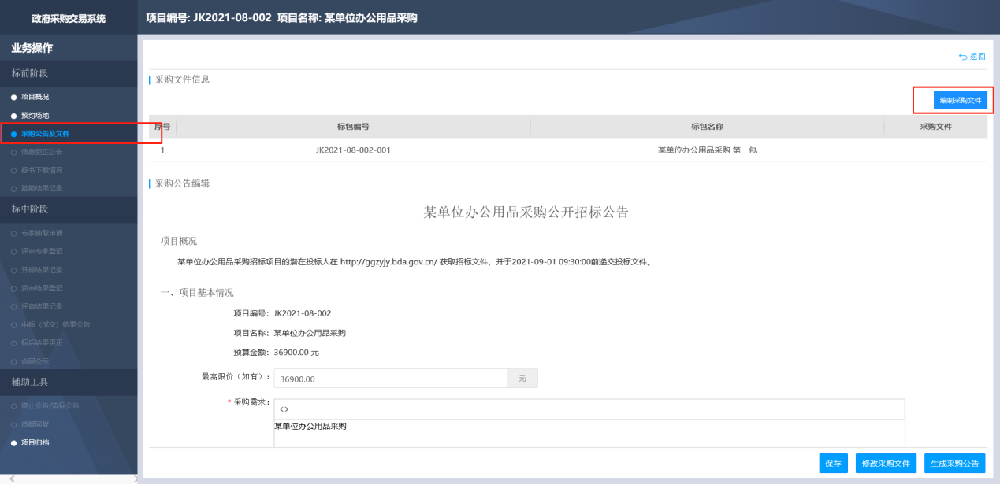 政府采购交易系统
项目编号: JK2021-08-002 项目名称: 某单位办公用品采购
业务操作
标前阶段
项目概况
预约场地
采购公告及文件
信息更正公告
标书下载情况
踏勘结果记录
标中阶段
专家抽取申请
评审专家登记
开标结果记录
资审结果登记
评审结果记录
中标（成交）结果公告
标后结果更正
合同公示
辅助工具
终止公告/流标公告
质疑回复
项目归档
返回
采购文件信息
编制采购文件
序号 标包编号 标包名称 采购文件
1 JK2021-08-002-001 某单位办公用品采购 第一包
采购公告编辑
某单位办公用品采购公开招标公告
项目概况
某单位办公用品采购招标项目的潜在投标人在 http://ggzyjy.bda.gov.cn/ 获取招标文件，并于2021-09-01 09:30:00前递交投标文件。
一、项目基本情况
项目编号: JK2021-08-002
项目名称: 某单位办公用品采购
预算金额: 36900.00 元
最高限价（如有）: 36900.00 元
* 采购需求:
<>
某单位办公用品采购
保存 修改采购文件 生成采购公告